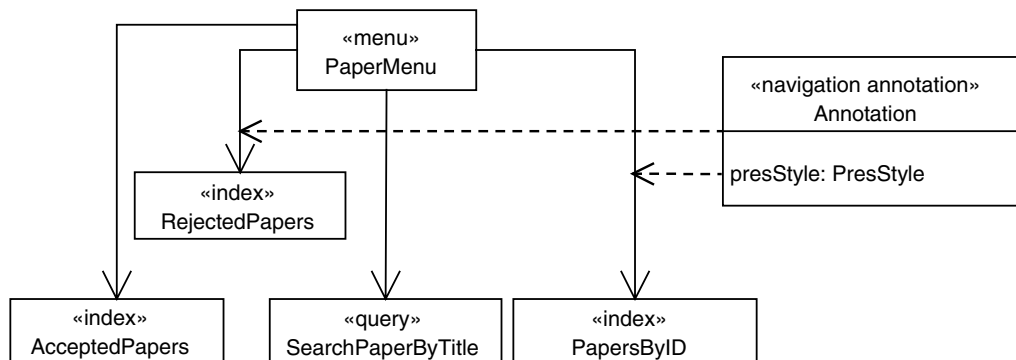 «menu»
PaperMenu
«navigation annotation»
Annotation
presStyle: PresStyle
«index»
RejectedPapers
«index»
AcceptedPapers
«query»
SearchPaperByTitle
«index»
PapersByID